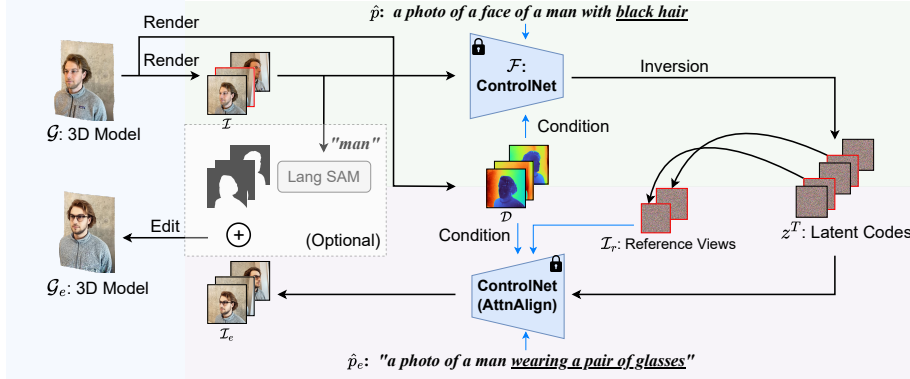 p̂: a photo of a face of a man with black hair
Render
Render
ℱ:
ControlNet
Inversion
ℐ
𝒢: 3D Model
"man"
Condition
Lang SAM
𝒟
Edit
(Optional)
Condition
ℐr: Reference Views
zT: Latent Codes
ControlNet
(AttnAlign)
𝒢e: 3D Model
ℐe
p̂e: "a photo of a man wearing a pair of glasses"